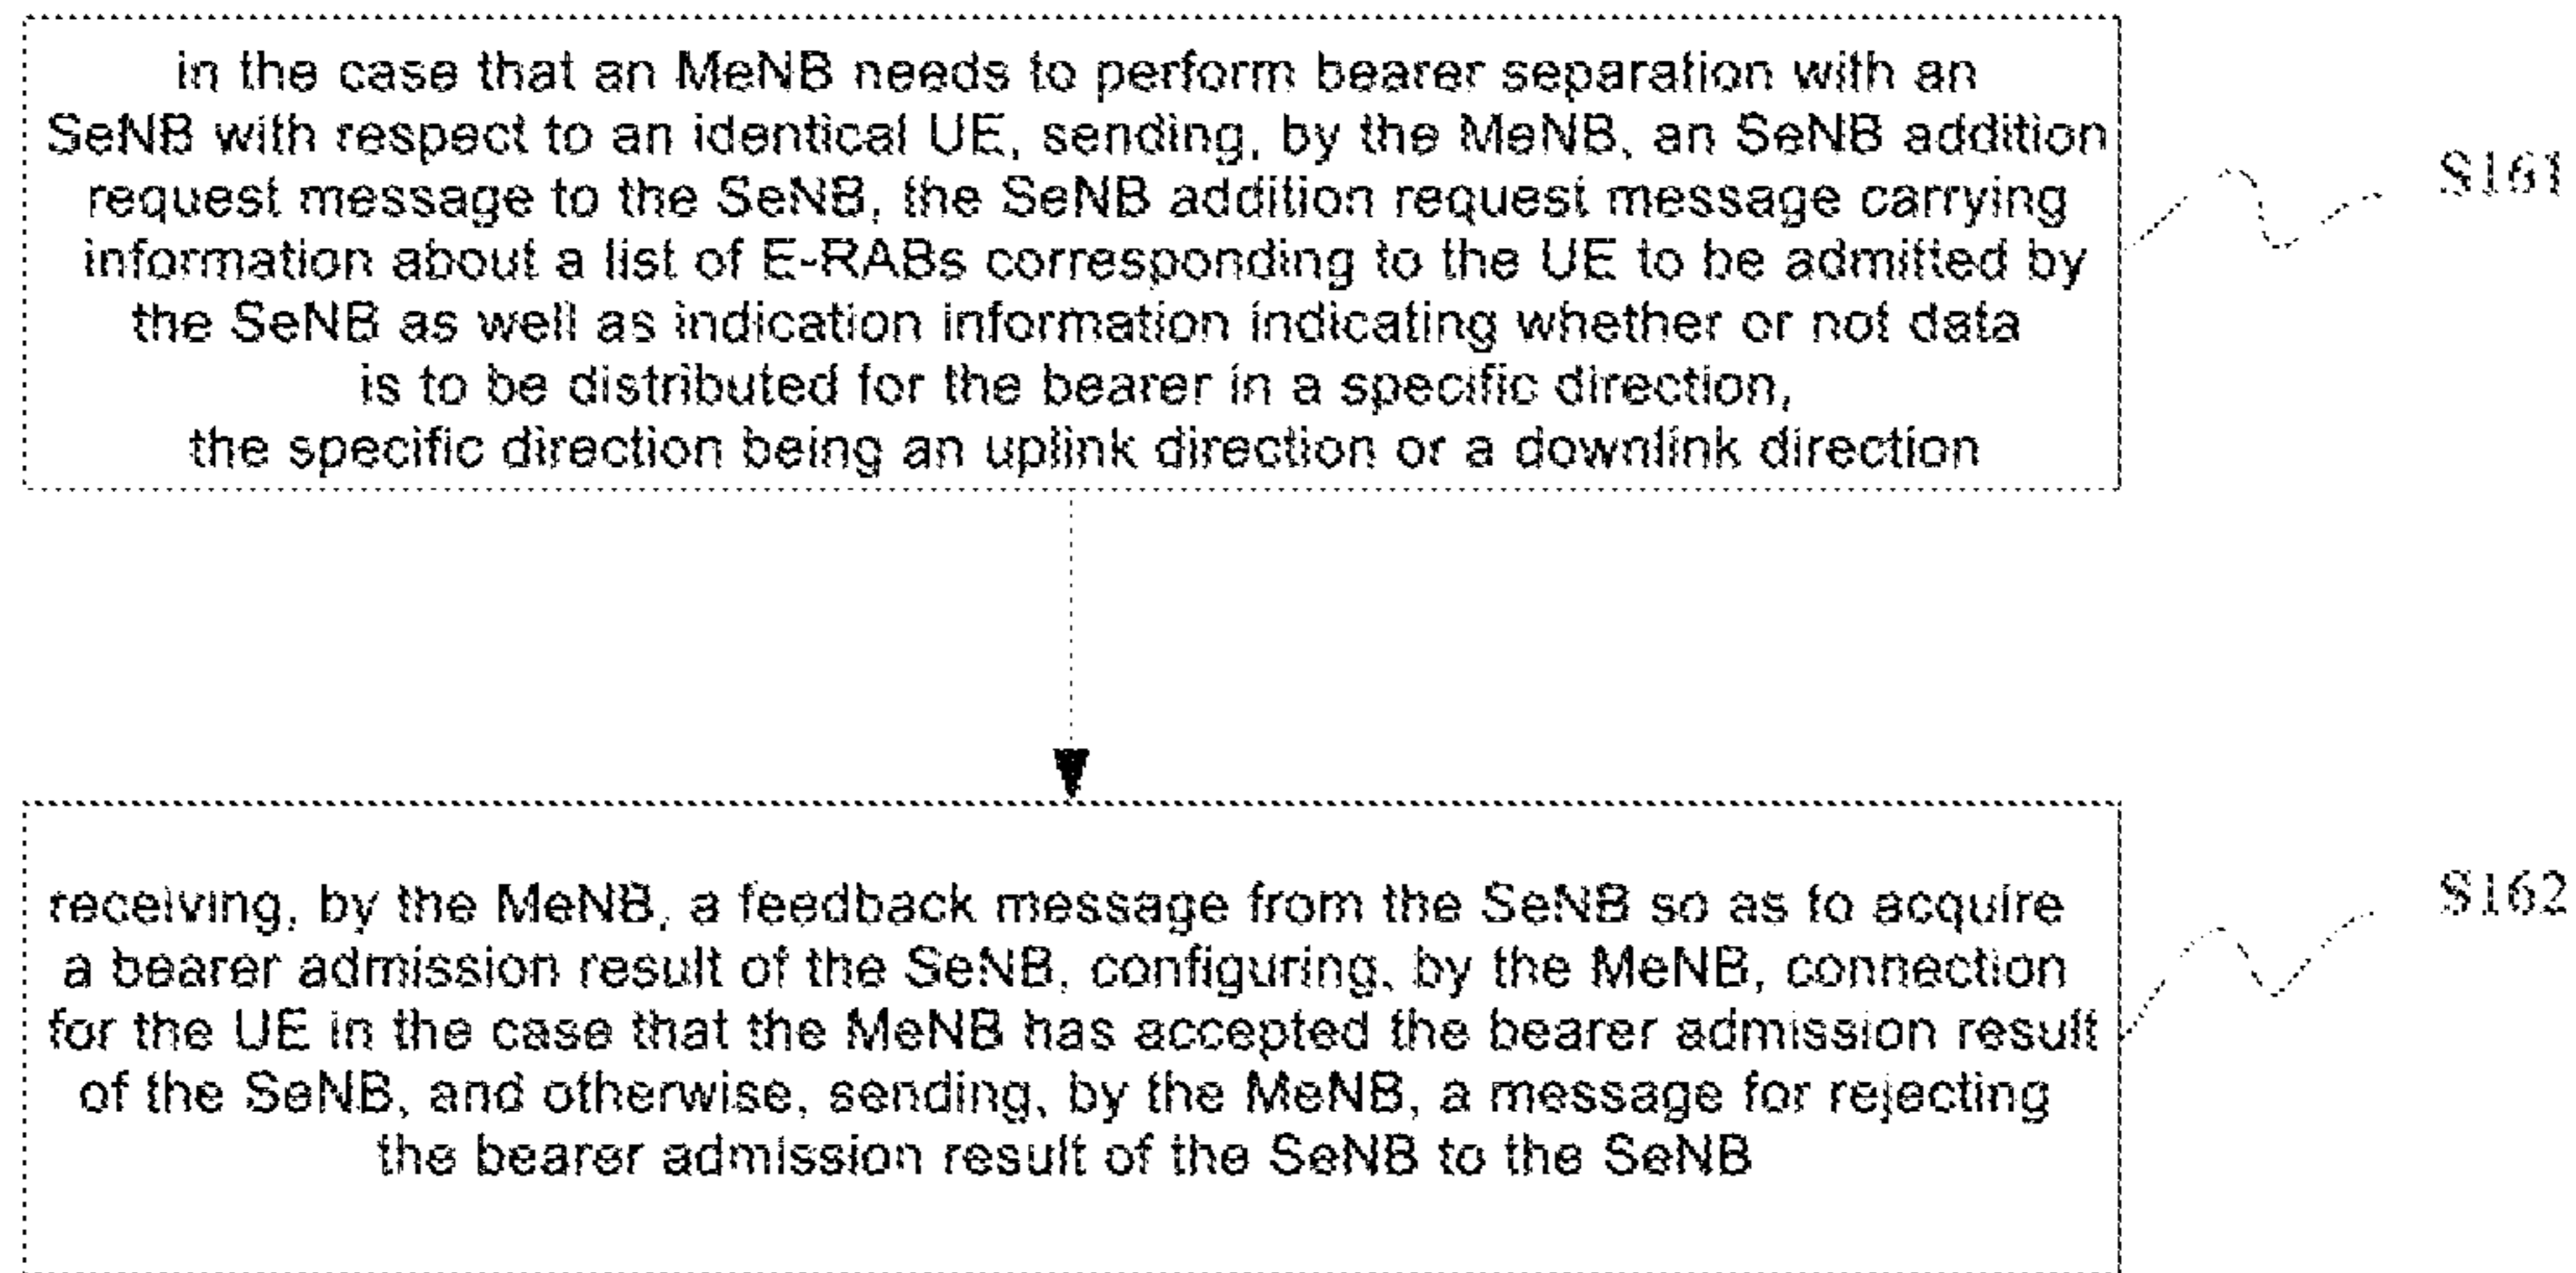 in the case that an MeNB needs to perform bearer separation with an
SeNB with respect to an identical UE, sending, by the MeNB, an SeNB addition
request message to the SeNB, the SeNB addition request message carrying
information about a list of E-RABs corresponding to the UE to be admitted by
the SeNB as well as indication information indicating whether or not data
is to be distributed for the bearer in a specific direction,
the specific direction being an uplink direction or a downlink direction
S161
receiving, by the MeNB, a feedback message from the SeNB so as to acquire
a bearer admission result of the SeNB, configuring, by the MeNB, connection
for the UE in the case that the MeNB has accepted the bearer admission result
of the SeNB, and otherwise, sending, by the MeNB, a message for rejecting
the bearer admission result of the SeNB to the SeNB
S162